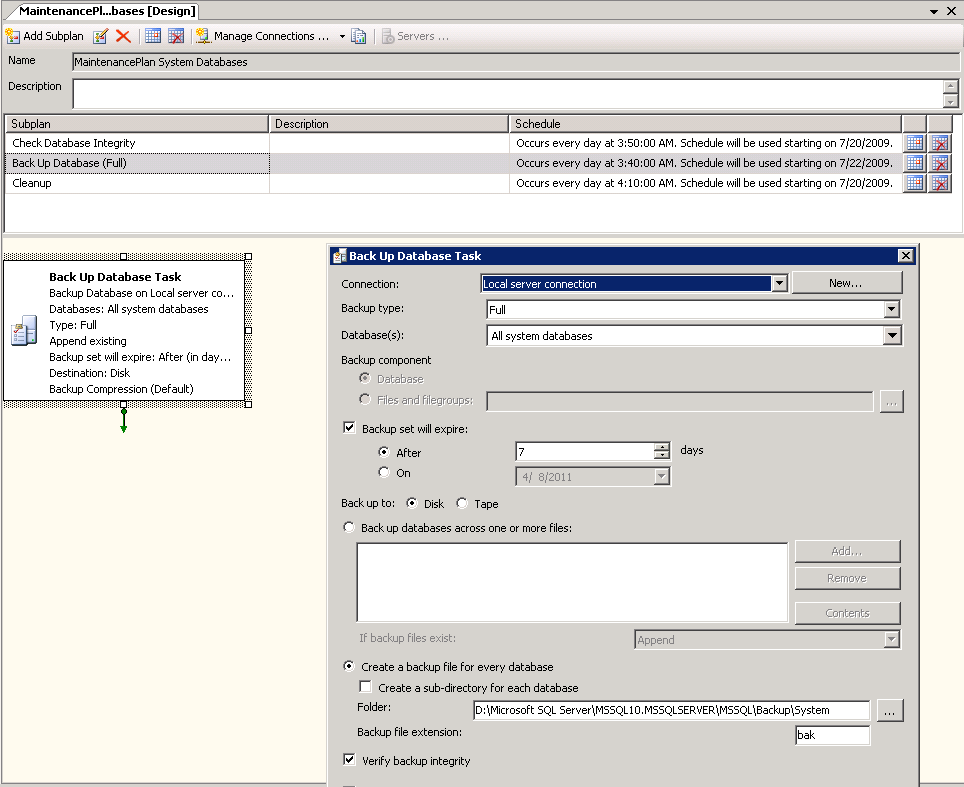 MaintenancePl...bases [Design]
Add Subplan
Manage Connections ...
Servers ...
Name
MaintenancePlan System Databases
Description
Subplan Description Schedule
Check Database Integrity Occurs every day at 3:50:00 AM. Schedule will be used starting on 7/20/2009.
Back Up Database (Full) Occurs every day at 3:40:00 AM. Schedule will be used starting on 7/22/2009.
Cleanup Occurs every day at 4:10:00 AM. Schedule will be used starting on 7/20/2009.
Back Up Database Task
Backup Database on Local server co...
Databases: All system databases
Type: Full
Append existing
Backup set will expire: After (in day...
Destination: Disk
Backup Compression (Default)
Back Up Database Task
Connection: Local server connection New...
Backup type: Full
Database(s): All system databases
Backup component
Database
Files and filegroups: ...
Backup set will expire:
After 7 days
On 4/ 8/2011
Back up to: Disk Tape
Back up databases across one or more files:
Add...
Remove
Contents
If backup files exist: Append
Create a backup file for every database
Create a sub-directory for each database
Folder: D:\Microsoft SQL Server\MSSQL10.MSSQLSERVER\MSSQL\Backup\System ...
Backup file extension: bak
Verify backup integrity